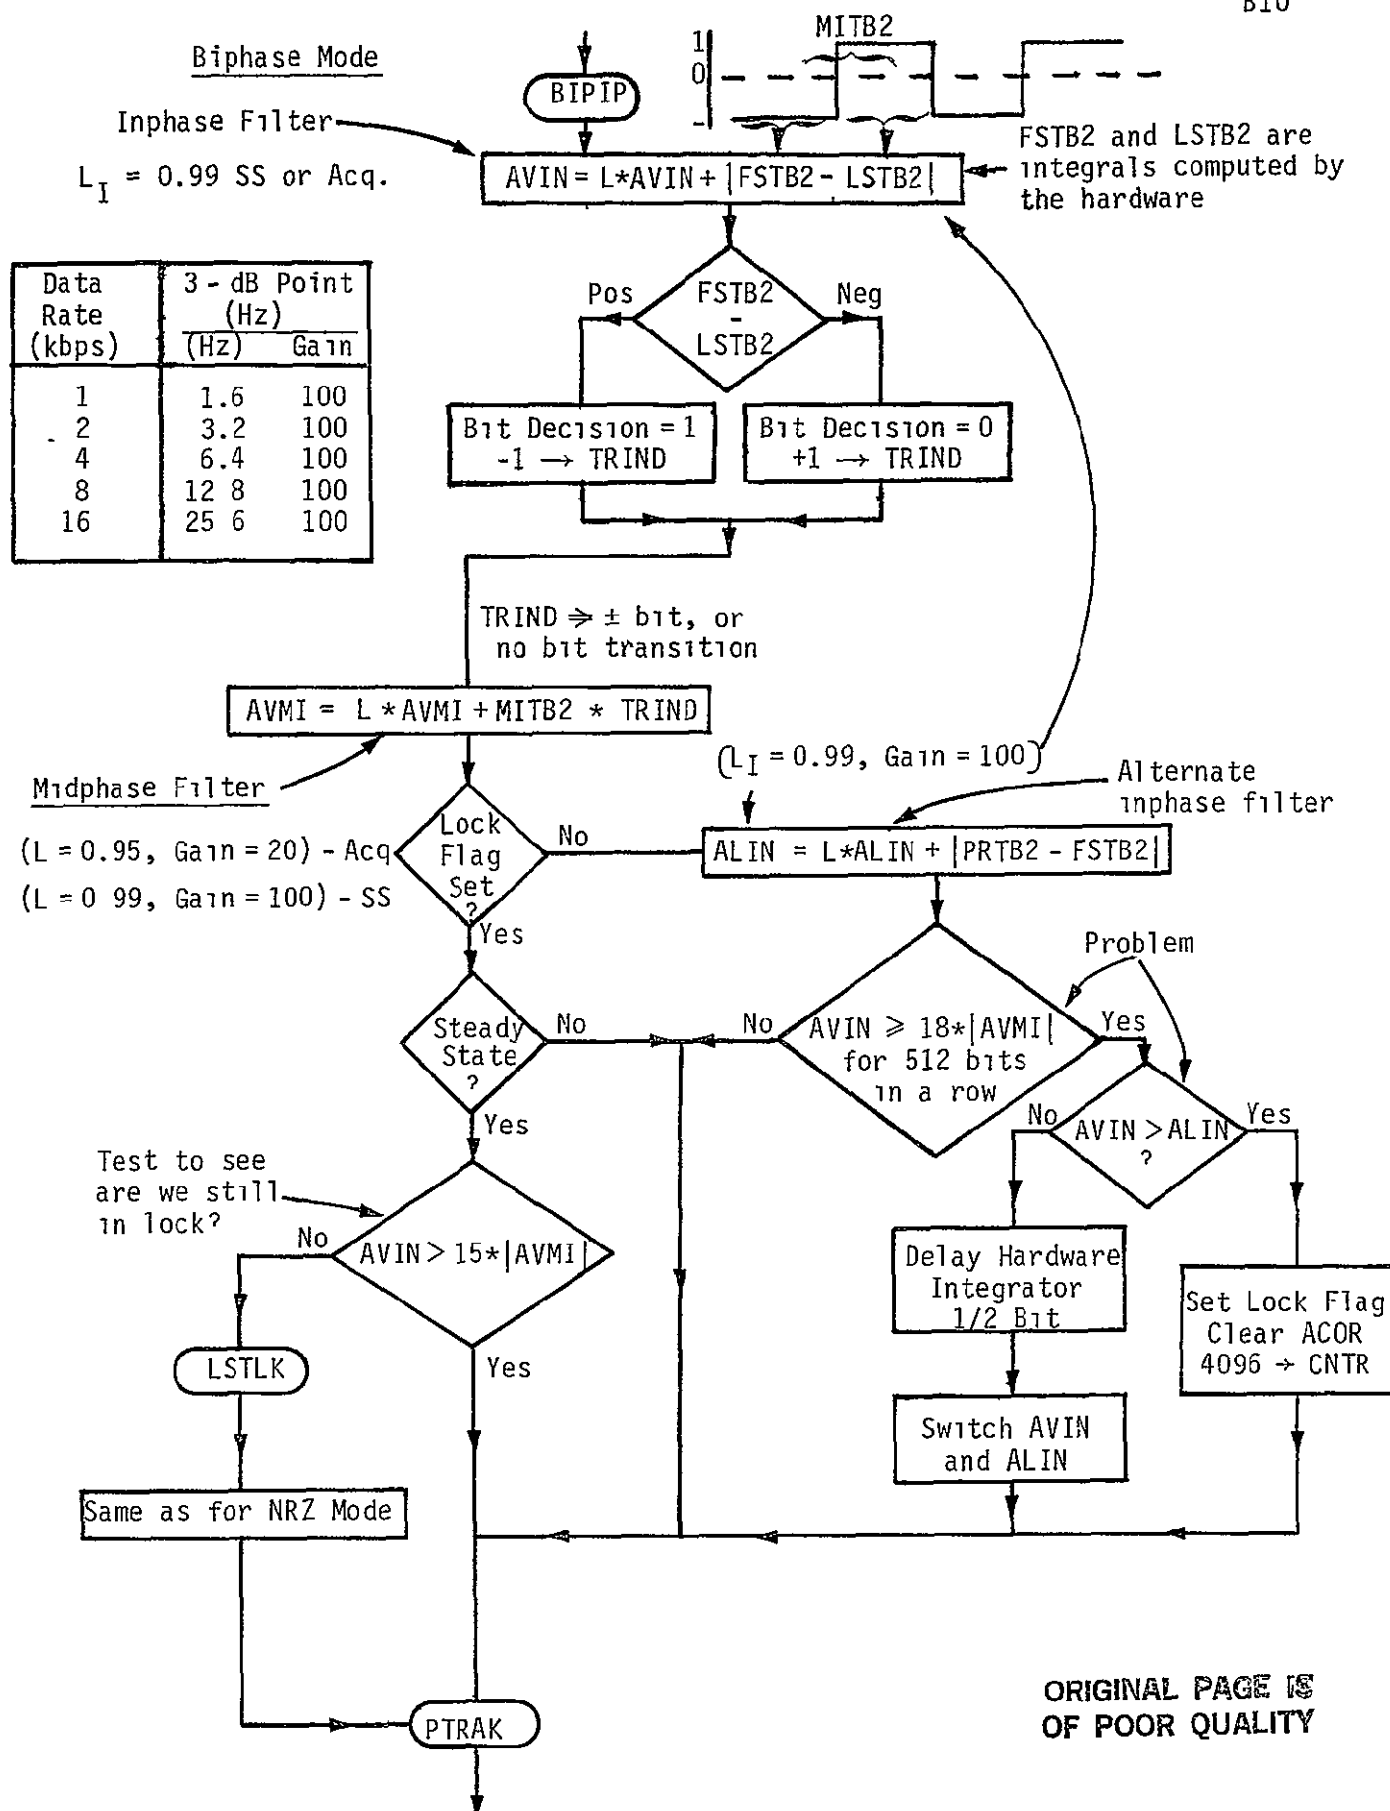 B10
Biphase Mode
MITB2
1
0
-
BIPIP
Inphase Filter
L_I = 0.99 SS or Acq.
AVIN = L*AVIN + |FSTB2 - LSTB2|
FSTB2 and LSTB2 are
integrals computed by
the hardware
Data
Rate
(kbps)
3 - dB Point
(Hz)
(Hz) Gain
1 1.6 100
2 3.2 100
4 6.4 100
8 12 8 100
16 25 6 100
Pos
FSTB2
-
LSTB2
Neg
Bit Decision = 1
-1 → TRIND
Bit Decision = 0
+1 → TRIND
TRIND ⇒ ± bit, or
no bit transition
AVMI = L * AVMI + MITB2 * TRIND
(L_I = 0.99, Gain = 100)
Midphase Filter
Alternate
inphase filter
(L = 0.95, Gain = 20) - Acq
(L = 0 99, Gain = 100) - SS
Lock
Flag
Set
?
No
Yes
ALIN = L*ALIN + |PRTB2 - FSTB2|
Problem
Steady
State
?
No
Yes
No
AVIN ⩾ 18*|AVMI|
for 512 bits
in a row
Yes
No
AVIN > ALIN
?
Yes
Test to see
are we still
in lock?
No
AVIN > 15*|AVMI|
Yes
Delay Hardware
Integrator
1/2 Bit
Set Lock Flag
Clear ACOR
4096 → CNTR
LSTLK
Switch AVIN
and ALIN
Same as for NRZ Mode
PTRAK
ORIGINAL PAGE IS
OF POOR QUALITY